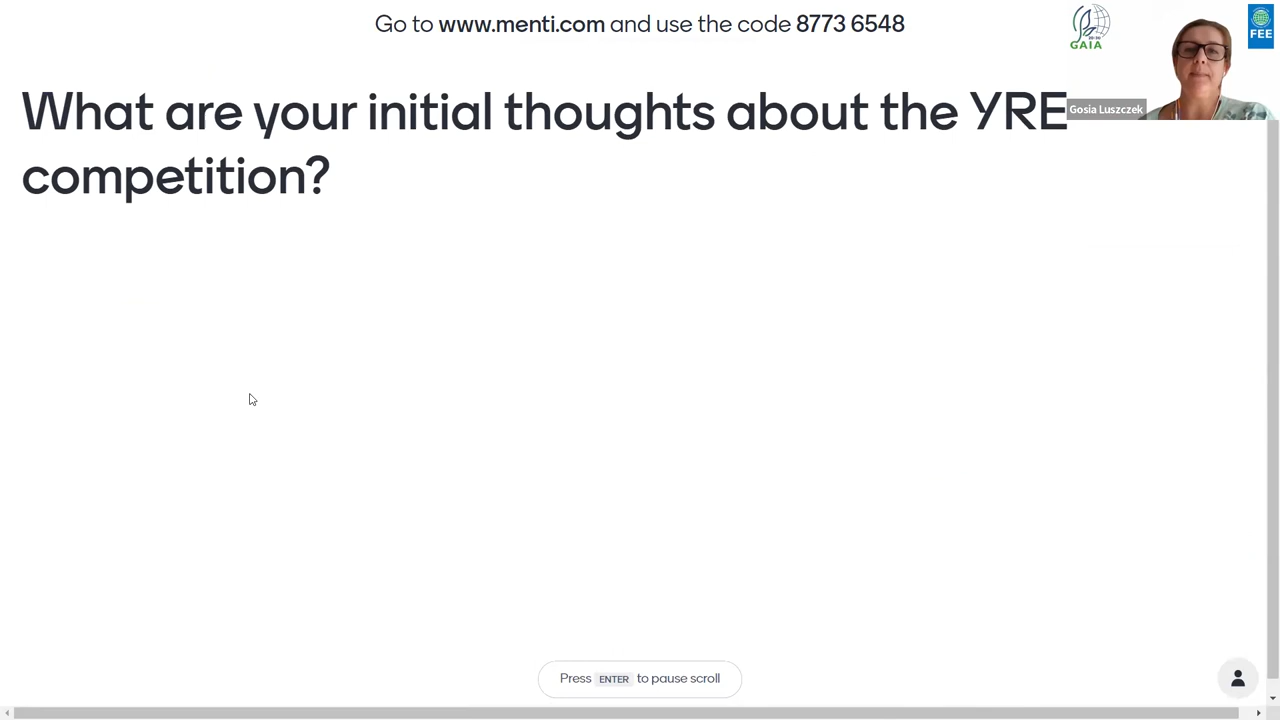 Go to www.menti.com and use the code 8773 6548
GAIA
FEE
Gosia Luszczek
What are your initial thoughts about the YRE
competition?
Press ENTER to pause scroll